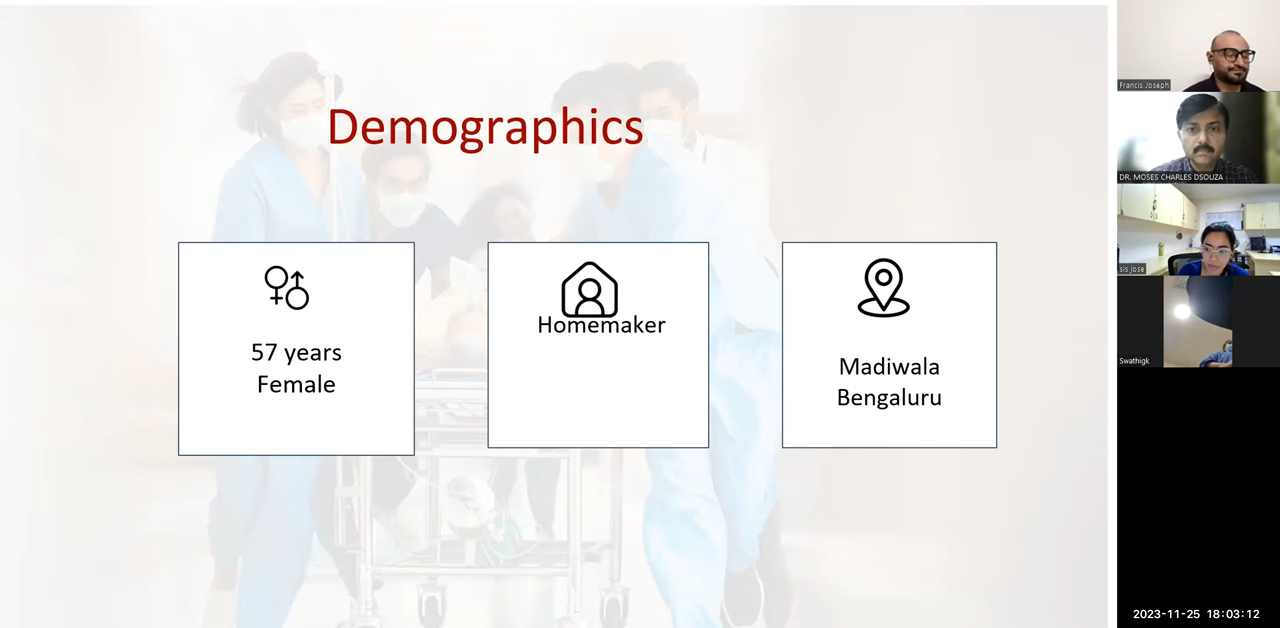 Demographics
57 years
Female
Homemaker
Madiwala
Bengaluru
Francis Joseph
DR. MOSES CHARLES DSOUZA
sis jose
Swathigk
2023-11-25 18:03:12